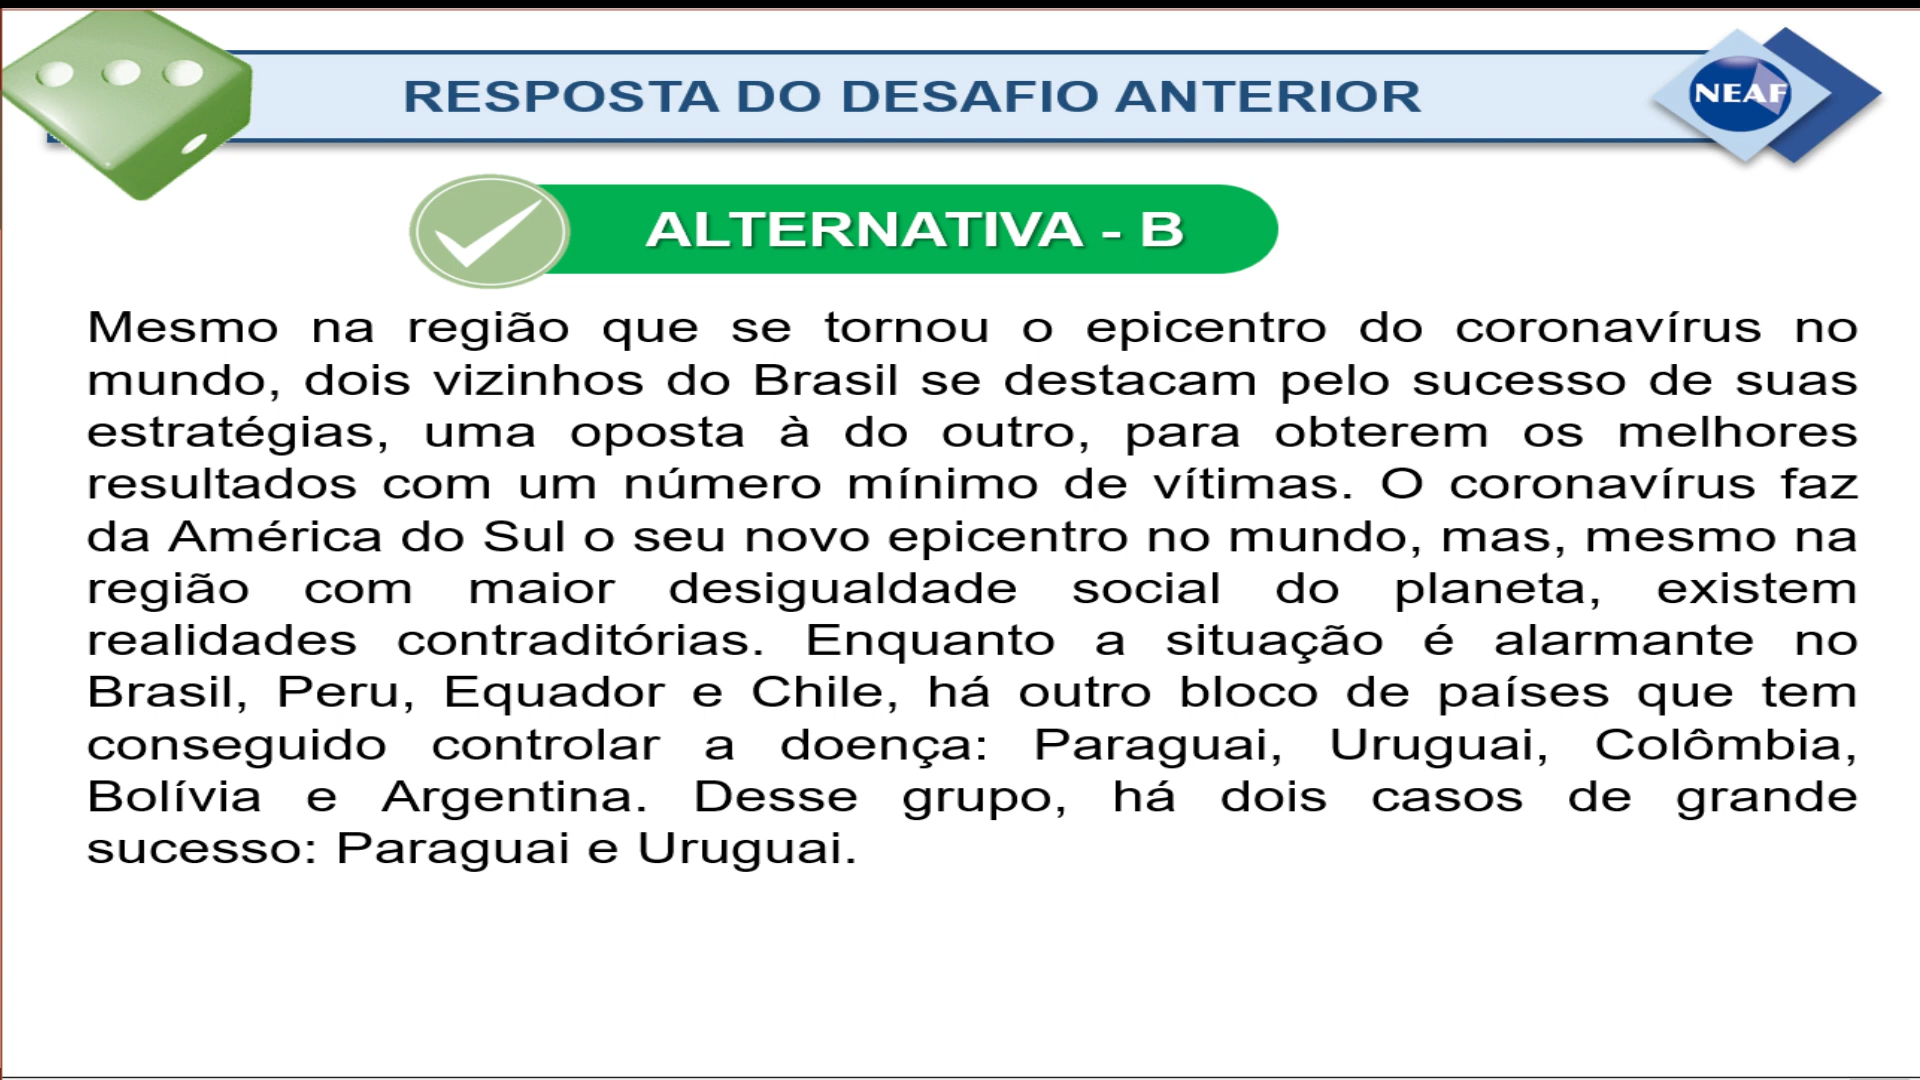 RESPOSTA DO DESAFIO ANTERIOR
NEAF
ALTERNATIVA - B
Mesmo na região que se tornou o epicentro do coronavírus no
mundo, dois vizinhos do Brasil se destacam pelo sucesso de suas
estratégias, uma oposta à do outro, para obterem os melhores
resultados com um número mínimo de vítimas. O coronavírus faz
da América do Sul o seu novo epicentro no mundo, mas, mesmo na
região com maior desigualdade social do planeta, existem
realidades contraditórias. Enquanto a situação é alarmante no
Brasil, Peru, Equador e Chile, há outro bloco de países que tem
conseguido controlar a doença: Paraguai, Uruguai, Colômbia,
Bolívia e Argentina. Desse grupo, há dois casos de grande
sucesso: Paraguai e Uruguai.